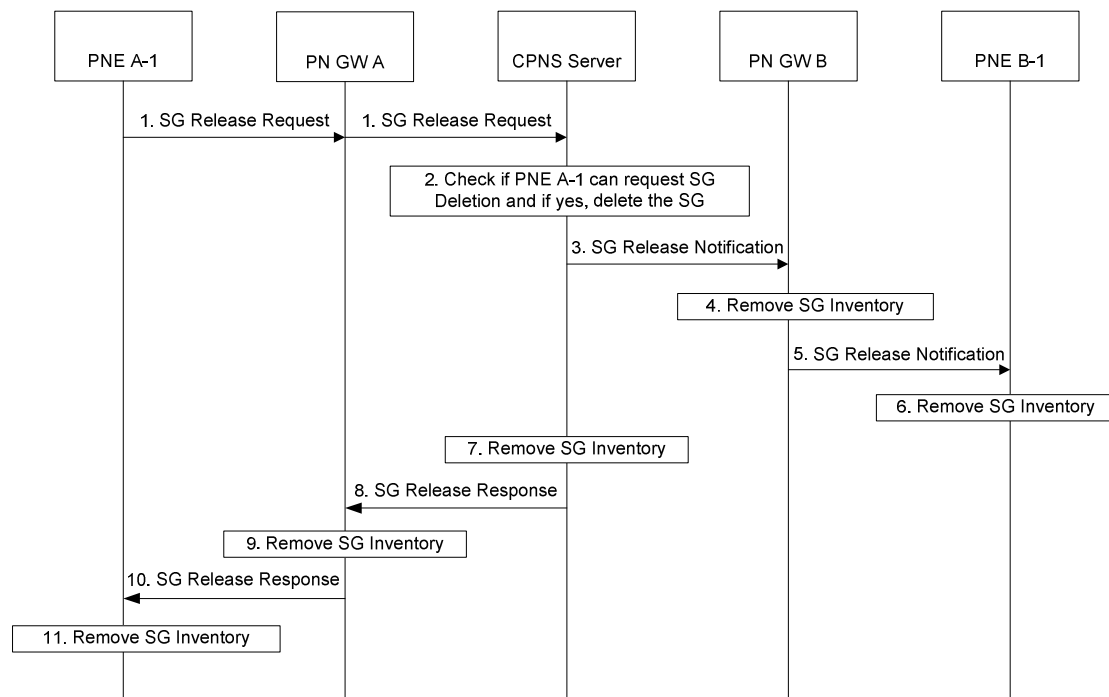 PNE A-1
PN GW A
CPNS Server
PN GW B
PNE B-1
1. SG Release Request
1. SG Release Request
2. Check if PNE A-1 can request SG
Deletion and if yes, delete the SG
3. SG Release Notification
4. Remove SG Inventory
5. SG Release Notification
6. Remove SG Inventory
7. Remove SG Inventory
8. SG Release Response
9. Remove SG Inventory
10. SG Release Response
11. Remove SG Inventory